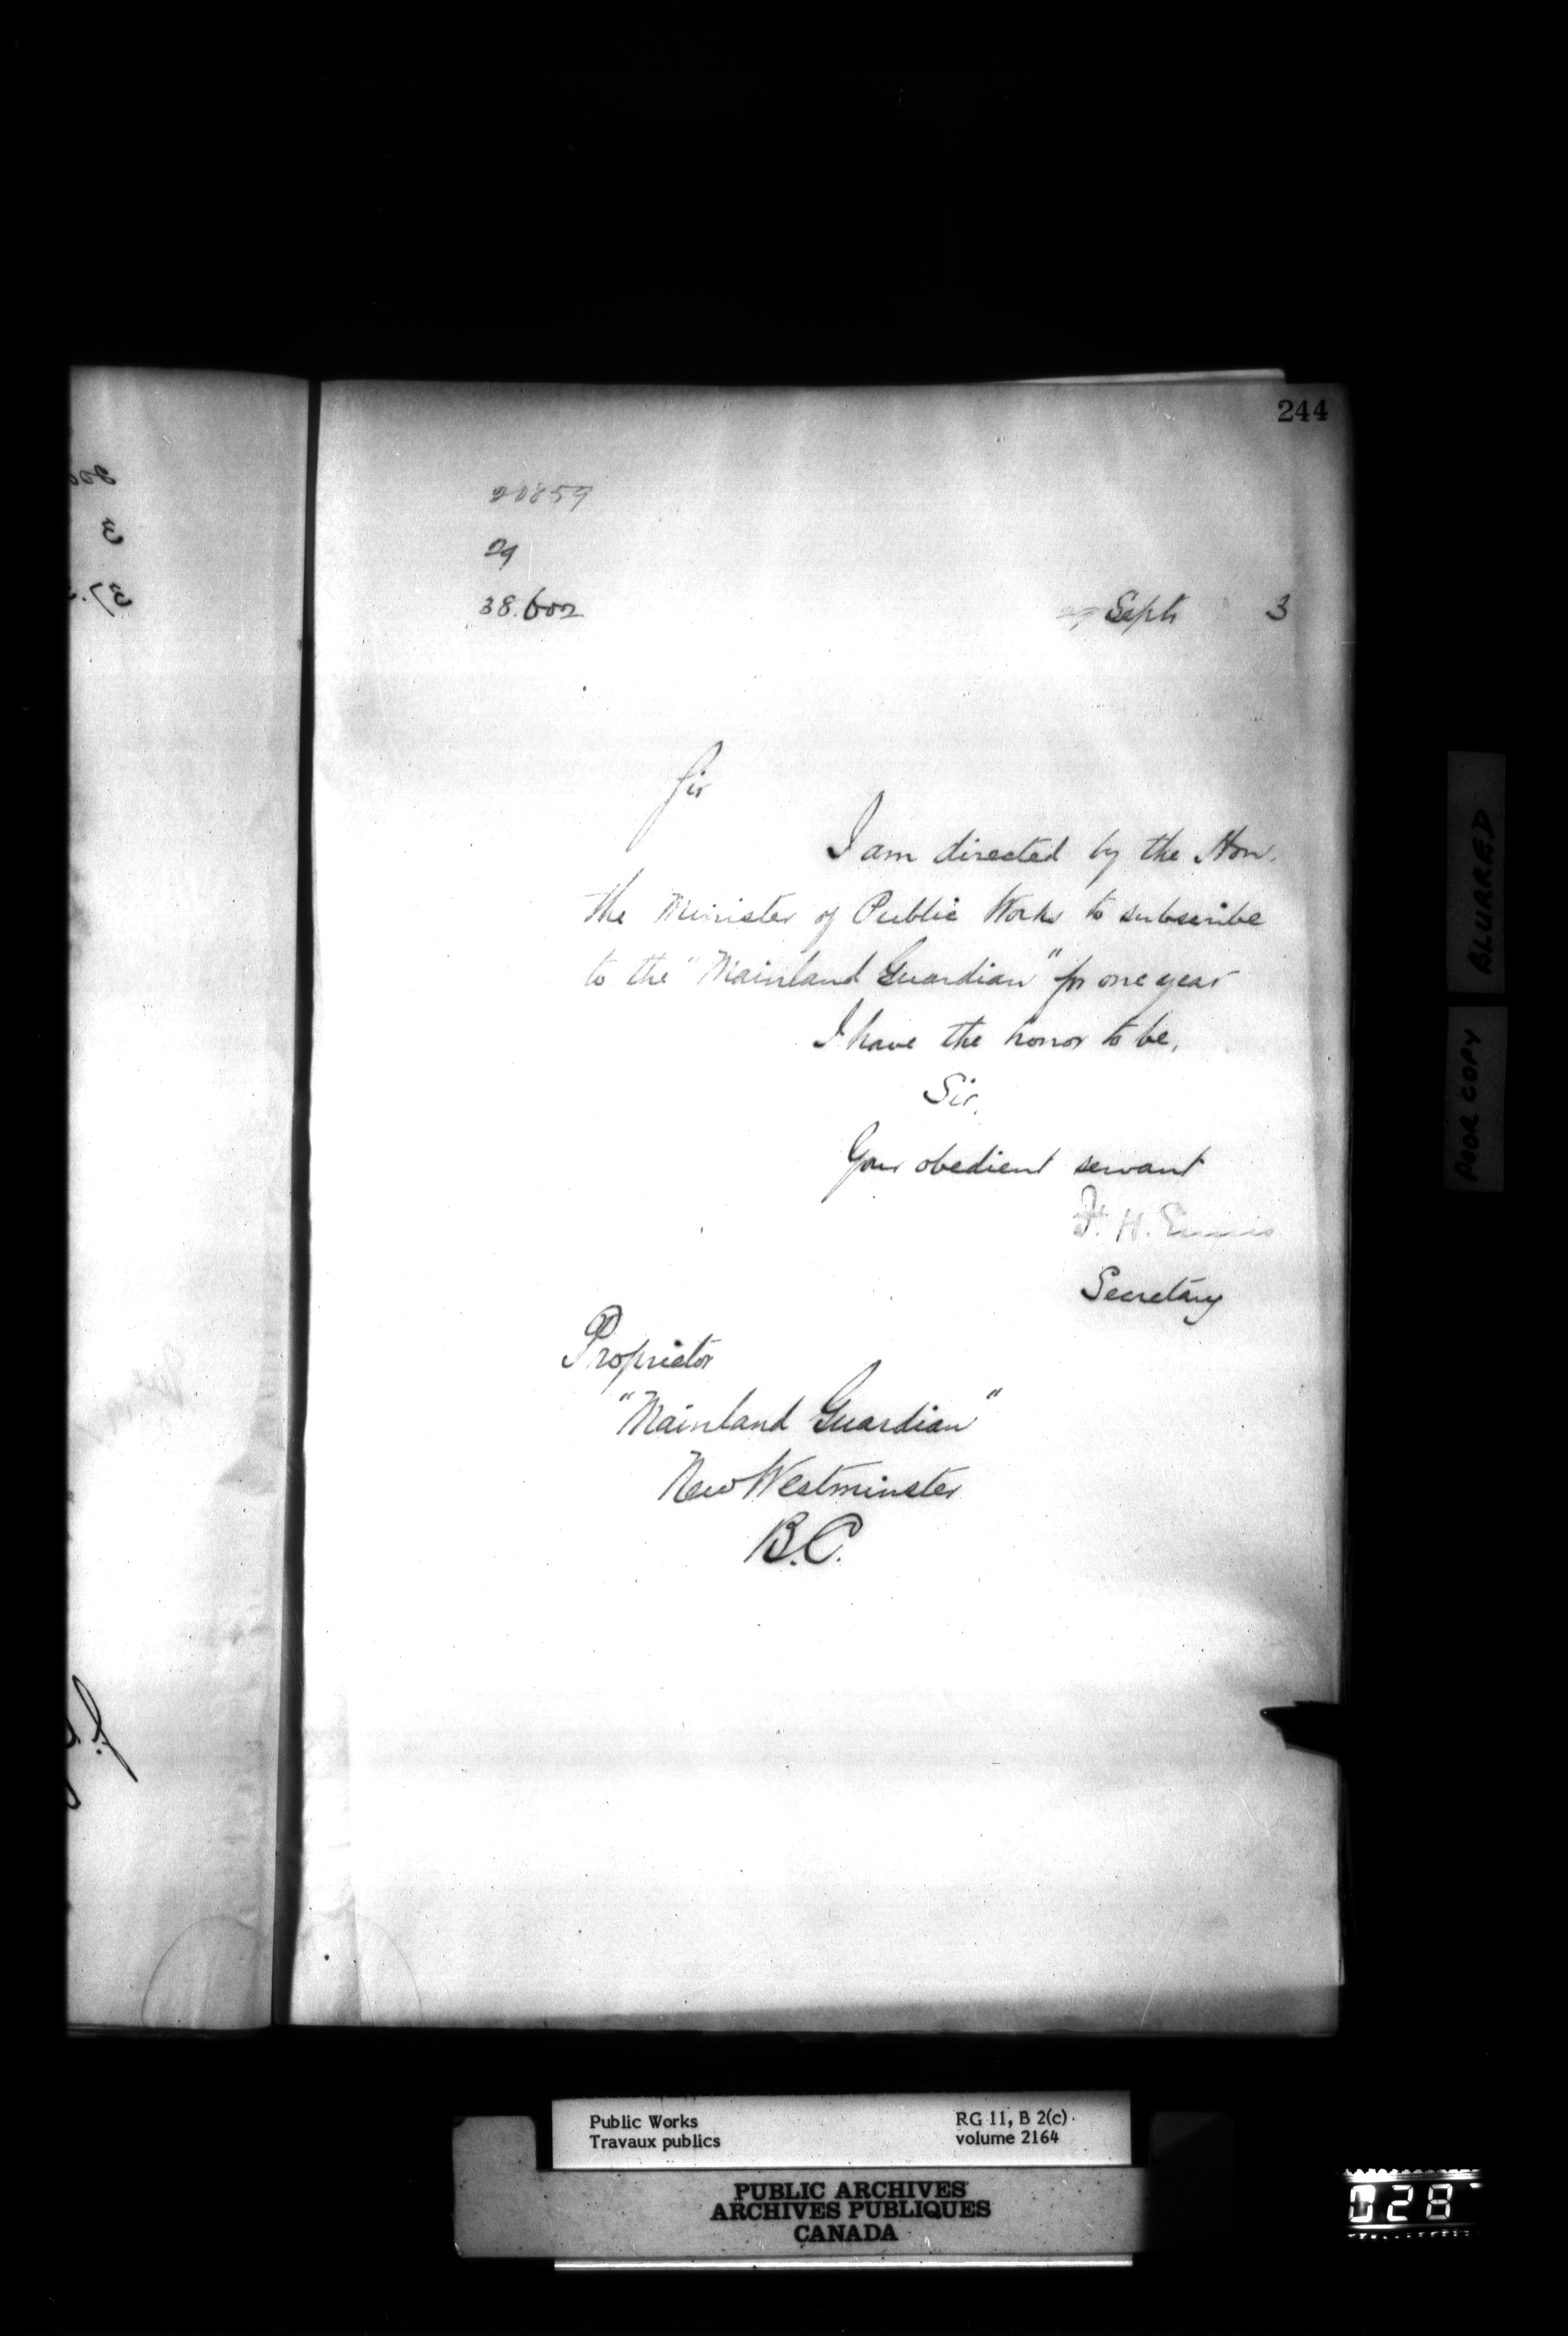 244
20859
29
38.602
29 Septr 3
Sir
I am directed by the Hon.
the Minister of Public Works to subscribe
to the "Mainland Guardian" for one year
I have the honor to be,
Sir,
Your obedient servant
F. H. Ennis
Secretary
Proprietor
"Mainland Guardian"
New Westminster
B.C.
BLURRED
POOR COPY
Public Works
Travaux publics
RG 11, B 2(c)
volume 2164
PUBLIC ARCHIVES
ARCHIVES PUBLIQUES
CANADA
028